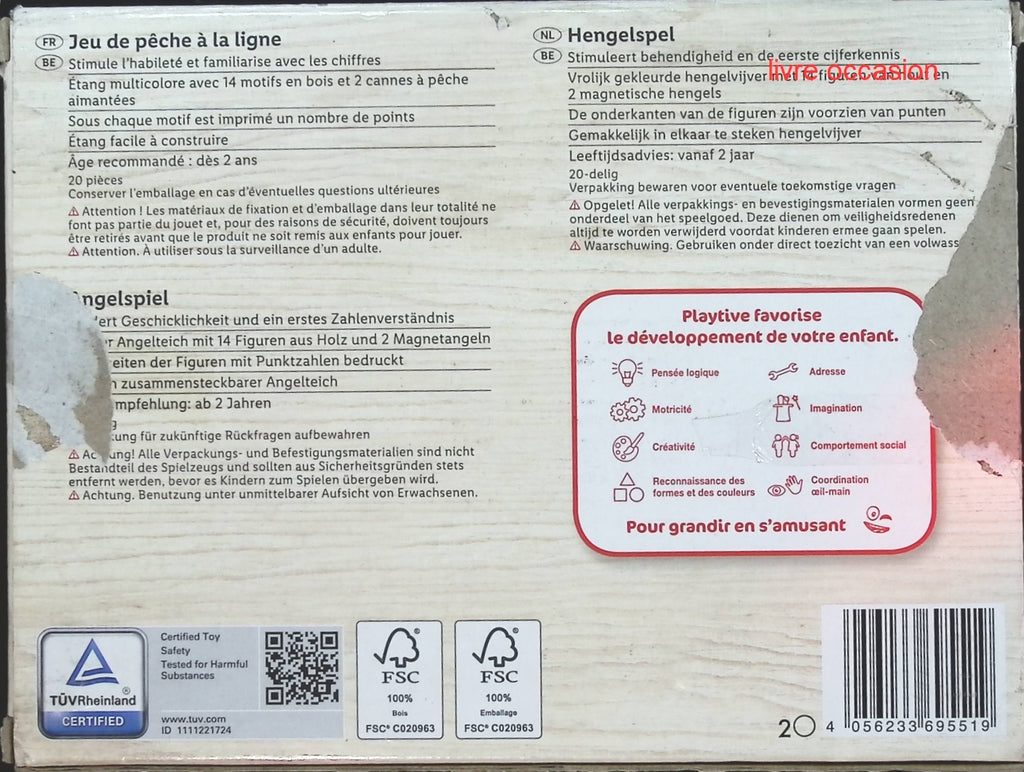 FR Jeu de pêche à la ligne
BE Stimule l'habileté et familiarise avec les chiffres
Étang multicolore avec 14 motifs en bois et 2 cannes à pêche
aimantées
Sous chaque motif est imprimé un nombre de points
Étang facile à construire
Âge recommandé : dès 2 ans
20 pièces
Conserver l'emballage en cas d'éventuelles questions ultérieures
Attention ! Les matériaux de fixation et d'emballage dans leur totalité ne
font pas partie du jouet et, pour des raisons de sécurité, doivent toujours
être retirés avant que le produit ne soit remis aux enfants pour jouer.
Attention. À utiliser sous la surveillance d'un adulte.
NL Hengelspel
BE Stimuleert behendigheid en de eerste cijferkennis
livre occasion
Vrolijk gekleurde hengelvijver met 14 figuren van hout en
2 magnetische hengels
De onderkanten van de figuren zijn voorzien van punten
Gemakkelijk in elkaar te steken hengelvijver
Leeftijdsadvies: vanaf 2 jaar
20-delig
Verpakking bewaren voor eventuele toekomstige vragen
Opgelet! Alle verpakkings- en bevestigingsmaterialen vormen geen
onderdeel van het speelgoed. Deze dienen om veiligheidsredenen
altijd te worden verwijderd voordat kinderen ermee gaan spelen.
Waarschuwing. Gebruiken onder direct toezicht van een volwass
ngelspiel
ert Geschicklichkeit und ein erstes Zahlenverständnis
er Angelteich mit 14 Figuren aus Holz und 2 Magnetangeln
eiten der Figuren mit Punktzahlen bedruckt
h zusammensteckbarer Angelteich
mpfehlung: ab 2 Jahren
g
kung für zukünftige Rückfragen aufbewahren
Achtung! Alle Verpackungs- und Befestigungsmaterialien sind nicht
Bestandteil des Spielzeugs und sollten aus Sicherheitsgründen stets
entfernt werden, bevor es Kindern zum Spielen übergeben wird.
Achtung. Benutzung unter unmittelbarer Aufsicht von Erwachsenen.
Playtive favorise
le développement de votre enfant.
Pensée logique
Adresse
Motricité
Imagination
Créativité
Comportement social
Reconnaissance des
formes et des couleurs
Coordination
œil-main
Pour grandir en s'amusant
TÜVRheinland®
CERTIFIED
Certified Toy
Safety
Tested for Harmful
Substances
www.tuv.com
ID 1111221724
FSC
100%
Bois
FSC® C020963
FSC
100%
Emballage
FSC® C020963
2
4 056233 695519